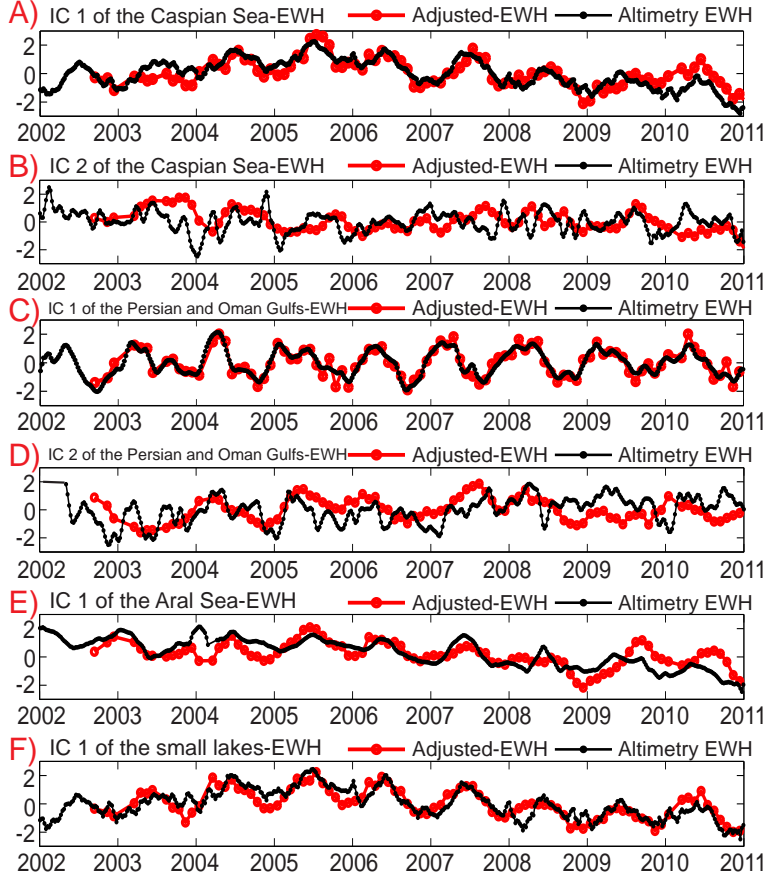 A) IC 1 of the Caspian Sea-EWH Adjusted-EWH Altimetry EWH
2
0
-2
2002 2003 2004 2005 2006 2007 2008 2009 2010 2011
B) IC 2 of the Caspian Sea-EWH Adjusted-EWH Altimetry EWH
2
0
-2
2002 2003 2004 2005 2006 2007 2008 2009 2010 2011
C) IC 1 of the Persian and Oman Gulfs-EWH Adjusted-EWH Altimetry EWH
2
0
-2
2002 2003 2004 2005 2006 2007 2008 2009 2010 2011
D) IC 2 of the Persian and Oman Gulfs-EWH Adjusted-EWH Altimetry EWH
2
0
-2
2002 2003 2004 2005 2006 2007 2008 2009 2010 2011
E) IC 1 of the Aral Sea-EWH Adjusted-EWH Altimetry EWH
2
0
-2
2002 2003 2004 2005 2006 2007 2008 2009 2010 2011
F) IC 1 of the small lakes-EWH Adjusted-EWH Altimetry EWH
2
0
-2
2002 2003 2004 2005 2006 2007 2008 2009 2010 2011